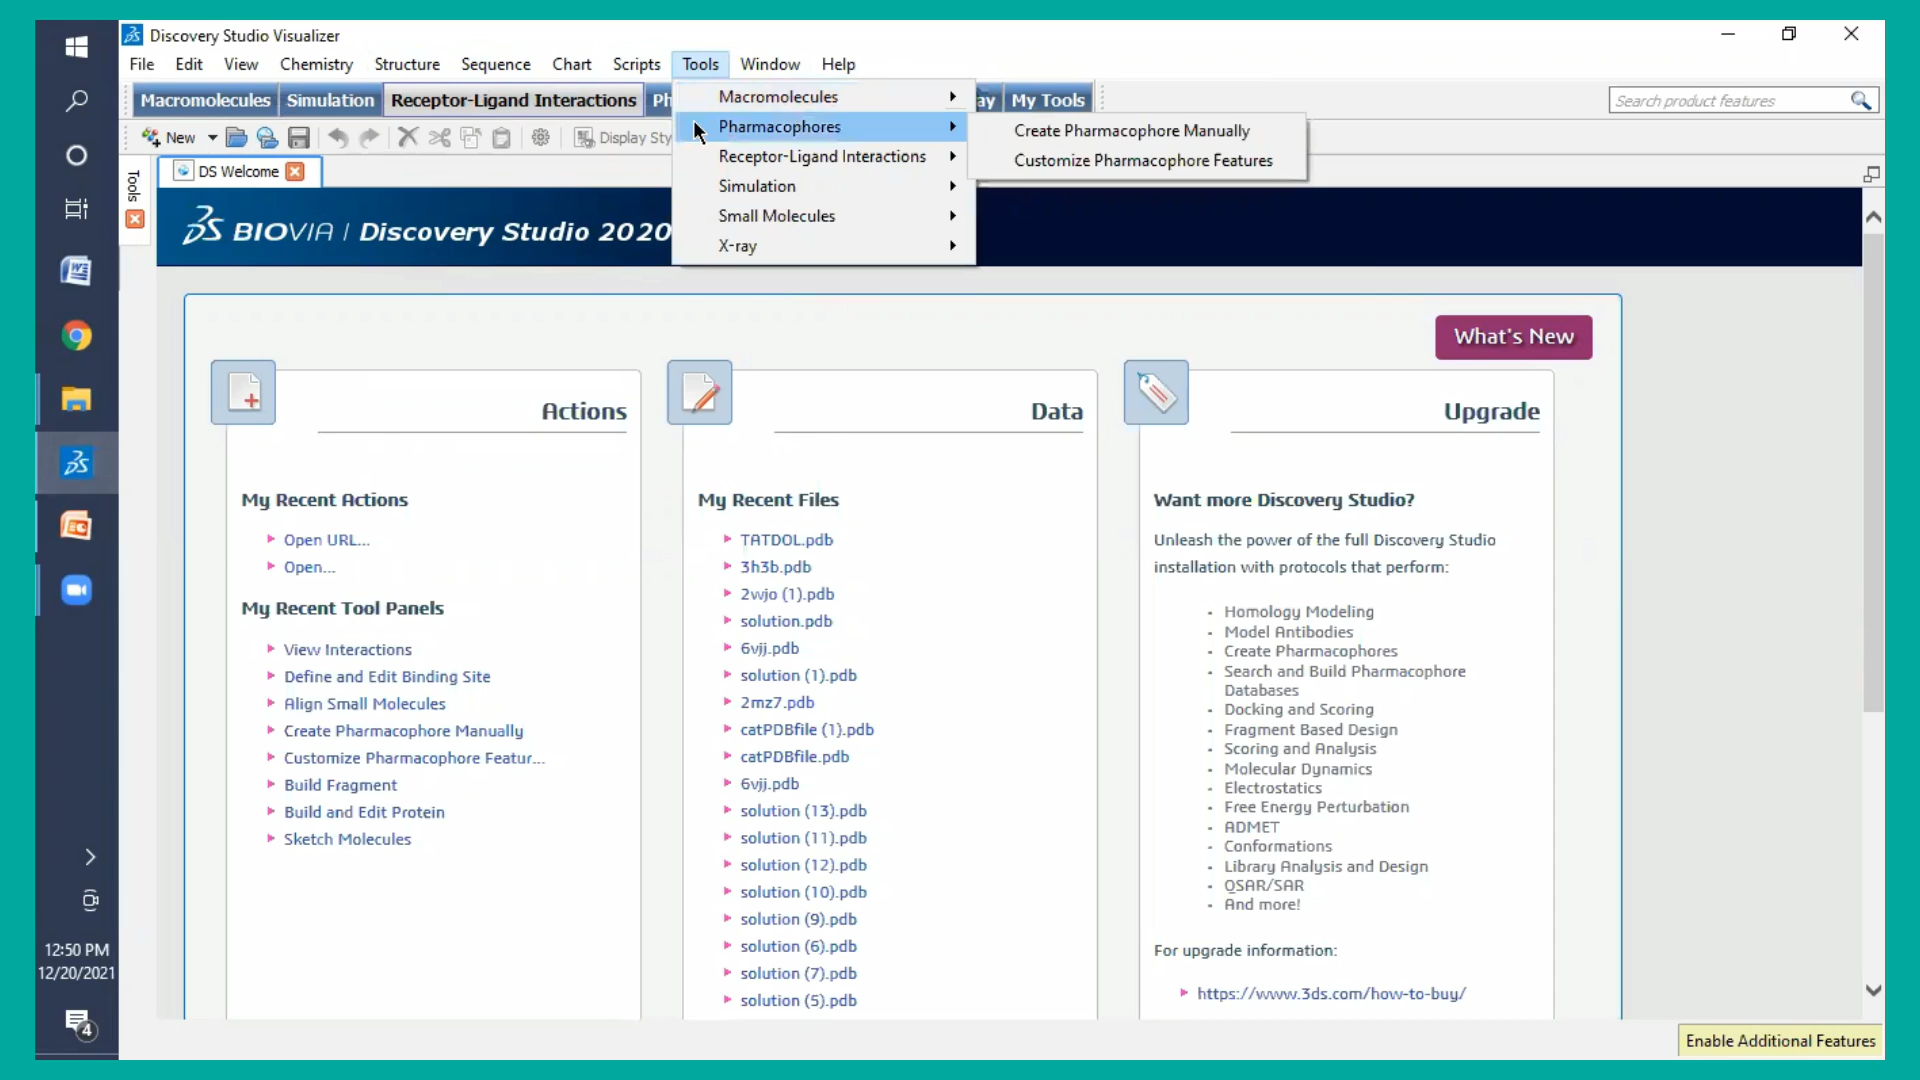 Discovery Studio Visualizer
File Edit View Chemistry Structure Sequence Chart Scripts Tools Window Help
Macromolecules Simulation Receptor-Ligand Interactions My Tools
Search product features
New Display
Macromolecules
Pharmacophores
Receptor-Ligand Interactions
Simulation
Small Molecules
X-ray
Create Pharmacophore Manually
Customize Pharmacophore Features
Tools
DS Welcome
BIOVIA | Discovery Studio 2020
What's New
Actions
My Recent Actions
Open URL...
Open...
My Recent Tool Panels
View Interactions
Define and Edit Binding Site
Align Small Molecules
Create Pharmacophore Manually
Customize Pharmacophore Featur...
Build Fragment
Build and Edit Protein
Sketch Molecules
Data
My Recent Files
TATDOL.pdb
3h3b.pdb
2wjo (1).pdb
solution.pdb
6vjj.pdb
solution (1).pdb
2mz7.pdb
catPDBfile (1).pdb
catPDBfile.pdb
6vjj.pdb
solution (13).pdb
solution (11).pdb
solution (12).pdb
solution (10).pdb
solution (9).pdb
solution (6).pdb
solution (7).pdb
solution (5).pdb
Upgrade
Want more Discovery Studio?
Unleash the power of the full Discovery Studio
installation with protocols that perform:
- Homology Modeling
- Model Antibodies
- Create Pharmacophores
- Search and Build Pharmacophore
Databases
- Docking and Scoring
- Fragment Based Design
- Scoring and Analysis
- Molecular Dynamics
- Electrostatics
- Free Energy Perturbation
- ADMET
- Conformations
- Library Analysis and Design
- QSAR/SAR
- And more!
For upgrade information:
https://www.3ds.com/how-to-buy/
Enable Additional Features
12:50 PM
12/20/2021
4